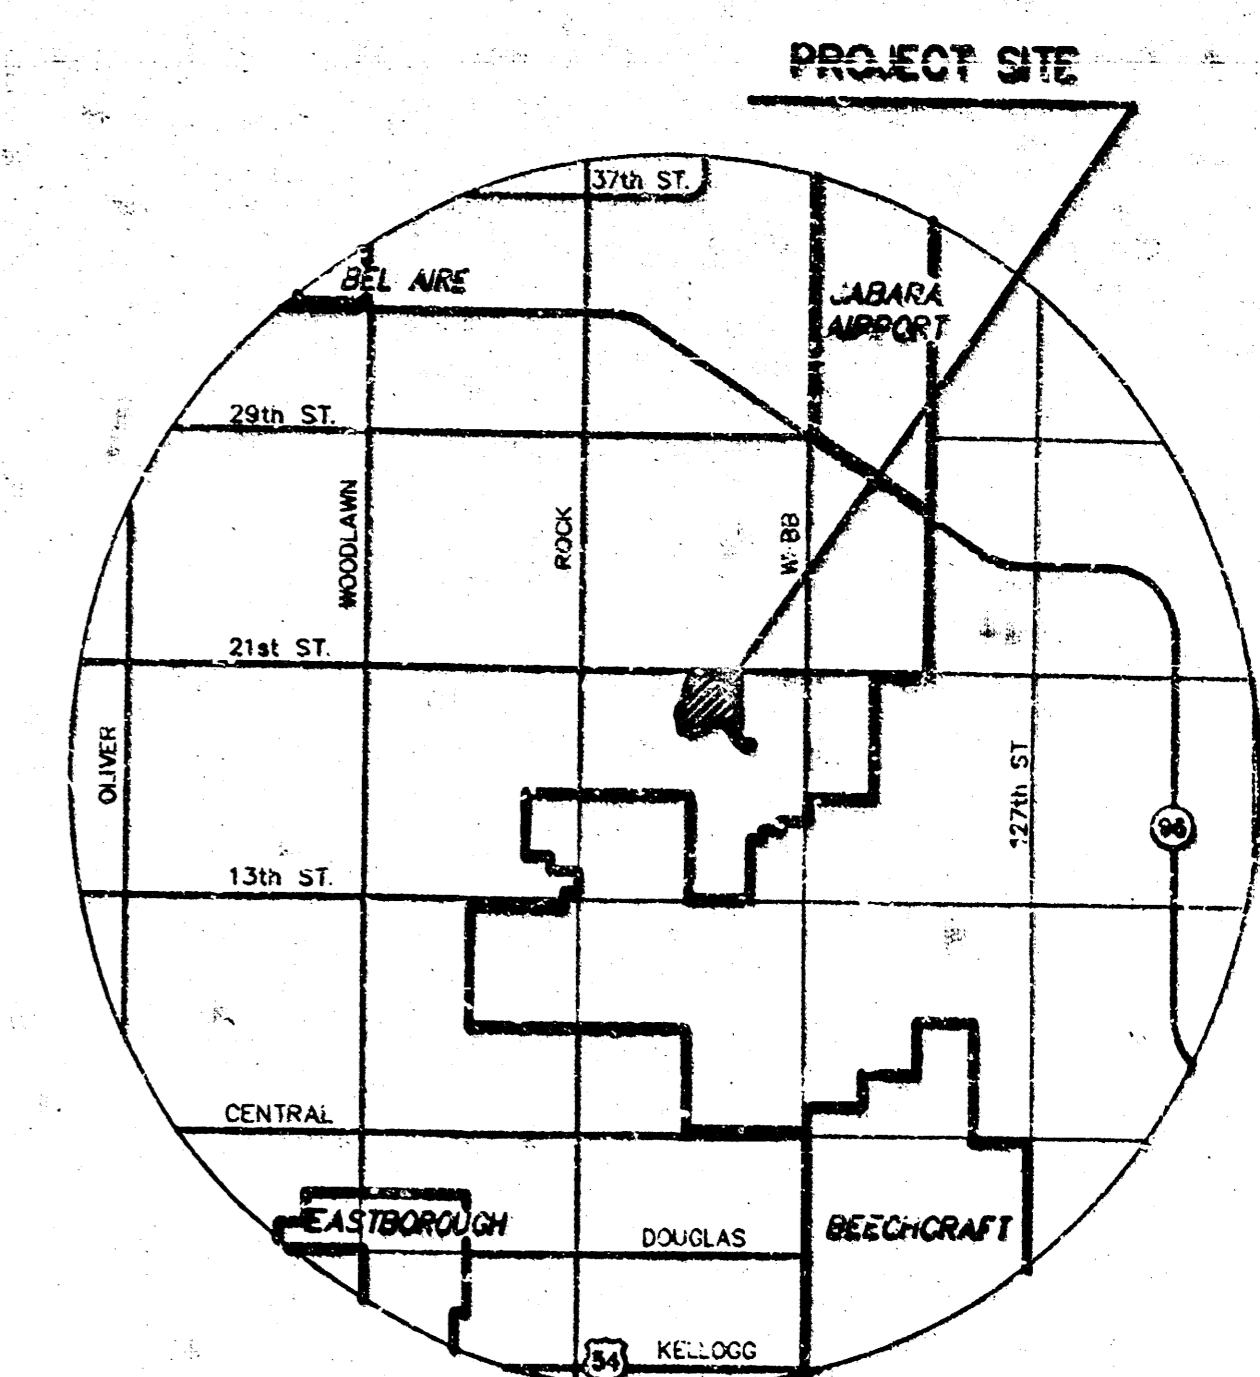 PROJECT SITE
37th ST.
BEL AIRE
JABARA
AIRPORT
29th ST.
WOODLAWN
ROCK
21st ST.
OLIVER
127th ST
96
13th ST.
CENTRAL
EASTBOROUGH
DOUGLAS
BEECHCRAFT
54
KELLOGG